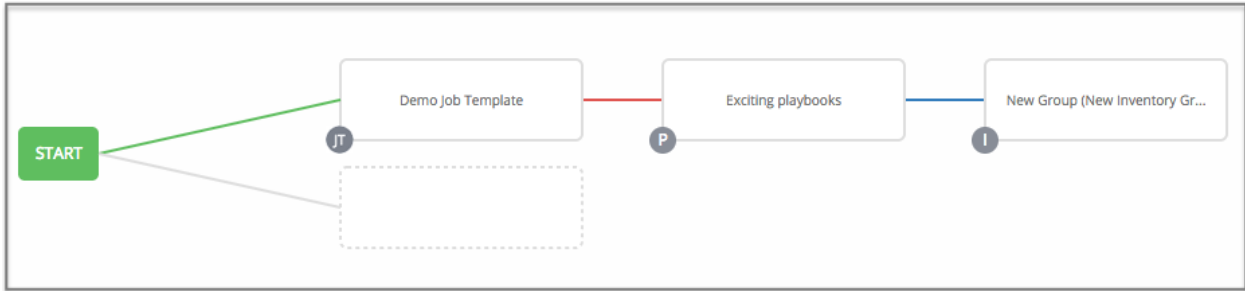 Demo Job Template
Exciting playbooks
New Group (New Inventory Gr...
START
JT
P
I